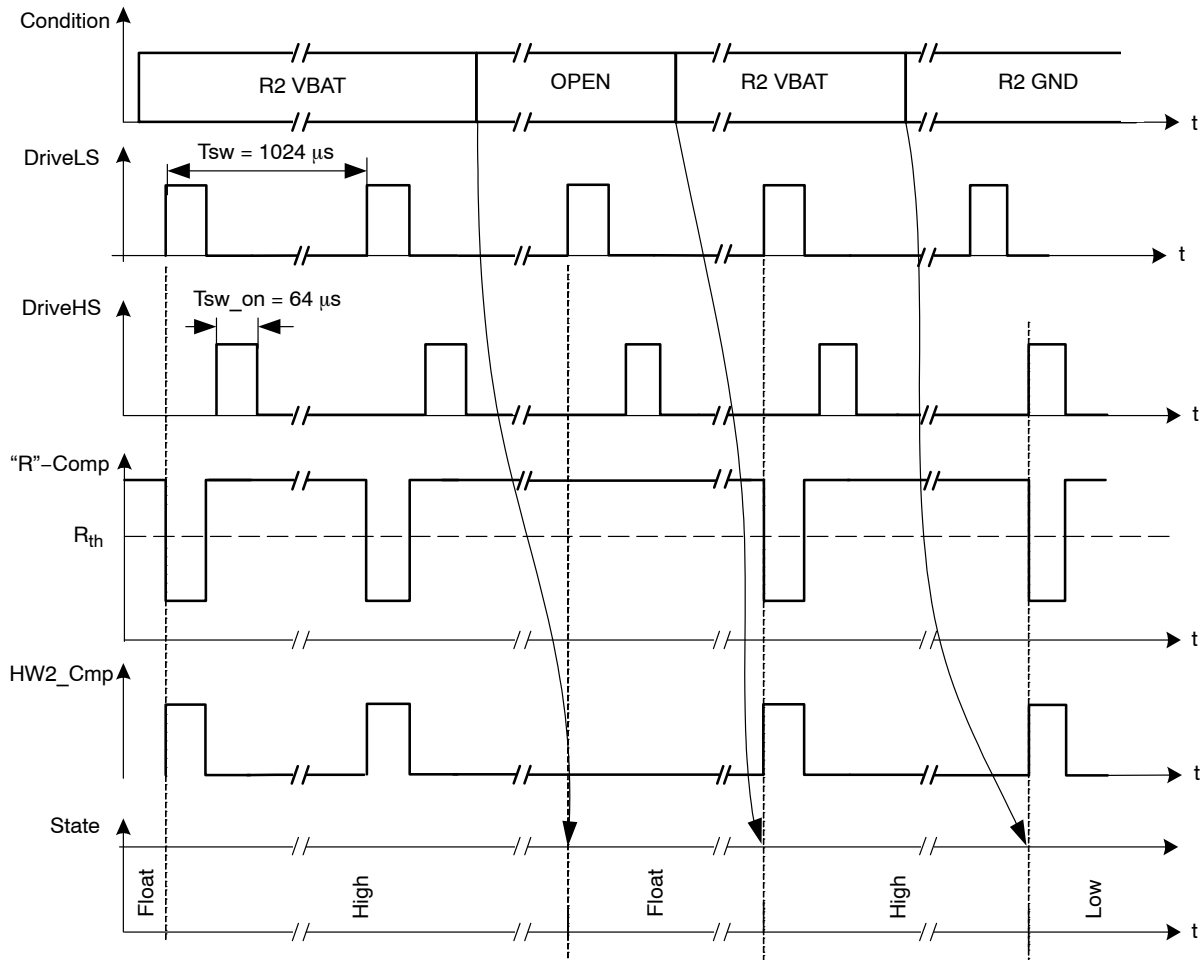 Condition
R2 VBAT
OPEN
R2 VBAT
R2 GND
t
DriveLS
Tsw = 1024 μs
t
DriveHS
Tsw_on = 64 μs
t
“R”−Comp
Rth
t
HW2_Cmp
t
State
Float
High
Float
High
Low
t